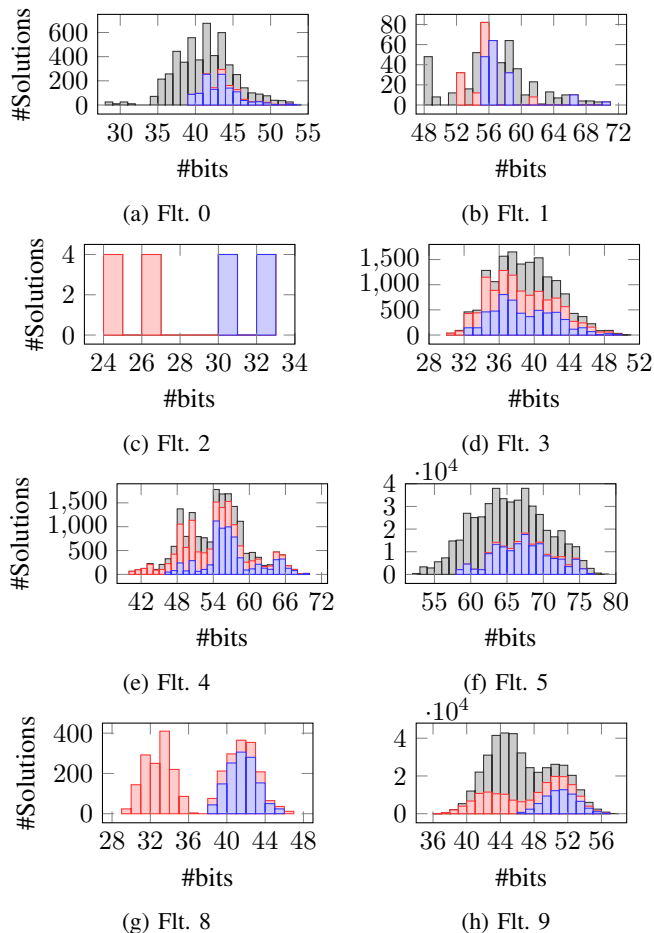 #Solutions
600
400
200
0
30 35 40 45 50 55
#bits
(a) Flt. 0
80
60
40
20
0
48 52 56 60 64 68 72
#bits
(b) Flt. 1
#Solutions
4
2
0
24 26 28 30 32 34
#bits
(c) Flt. 2
1,500
1,000
500
0
28 32 36 40 44 48 52
#bits
(d) Flt. 3
#Solutions
1,500
1,000
500
0
42 48 54 60 66 72
#bits
(e) Flt. 4
·10^4
4
3
2
1
0
55 60 65 70 75 80
#bits
(f) Flt. 5
#Solutions
400
200
0
28 32 36 40 44 48
#bits
(g) Flt. 8
·10^4
4
2
0
36 40 44 48 52 56
#bits
(h) Flt. 9